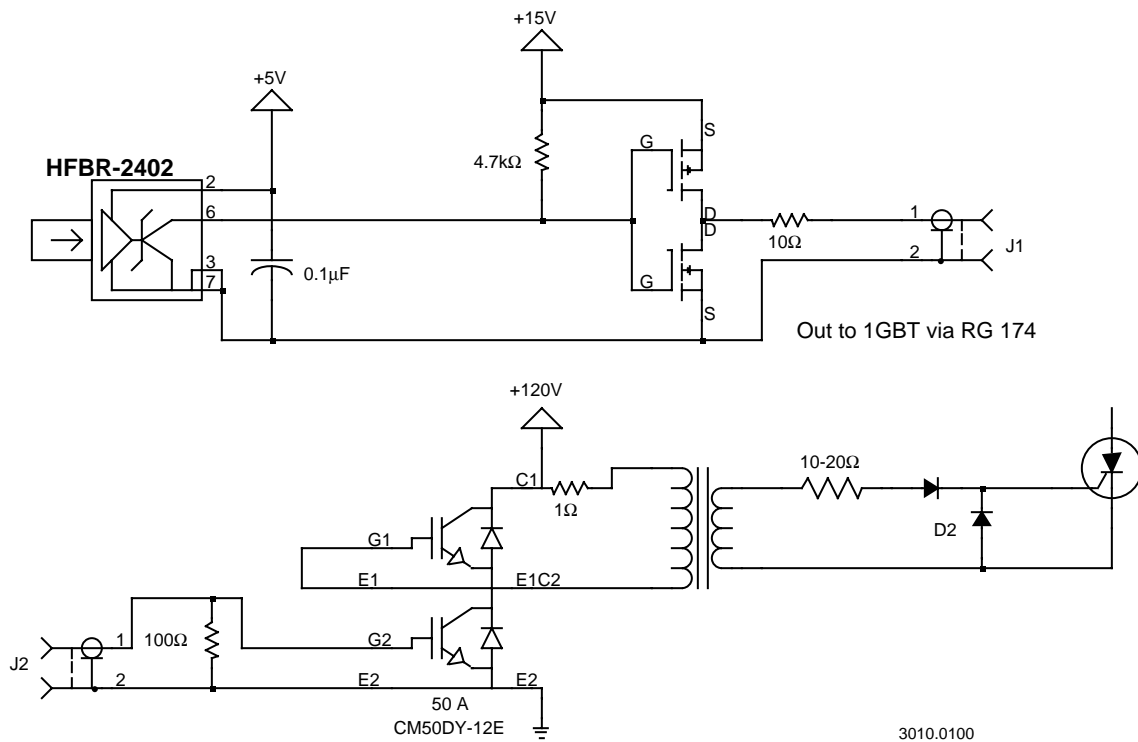 +15V
+5V
HFBR-2402
2
6
3
7
4.7kΩ
0.1μF
G
S
D
D
G
S
10Ω
1
2
J1
Out to 1GBT via RG 174
+120V
C1
1Ω
G1
E1
E1C2
10-20Ω
D2
J2
1
2
100Ω
G2
E2
E2
50 A
CM50DY-12E
3010.0100